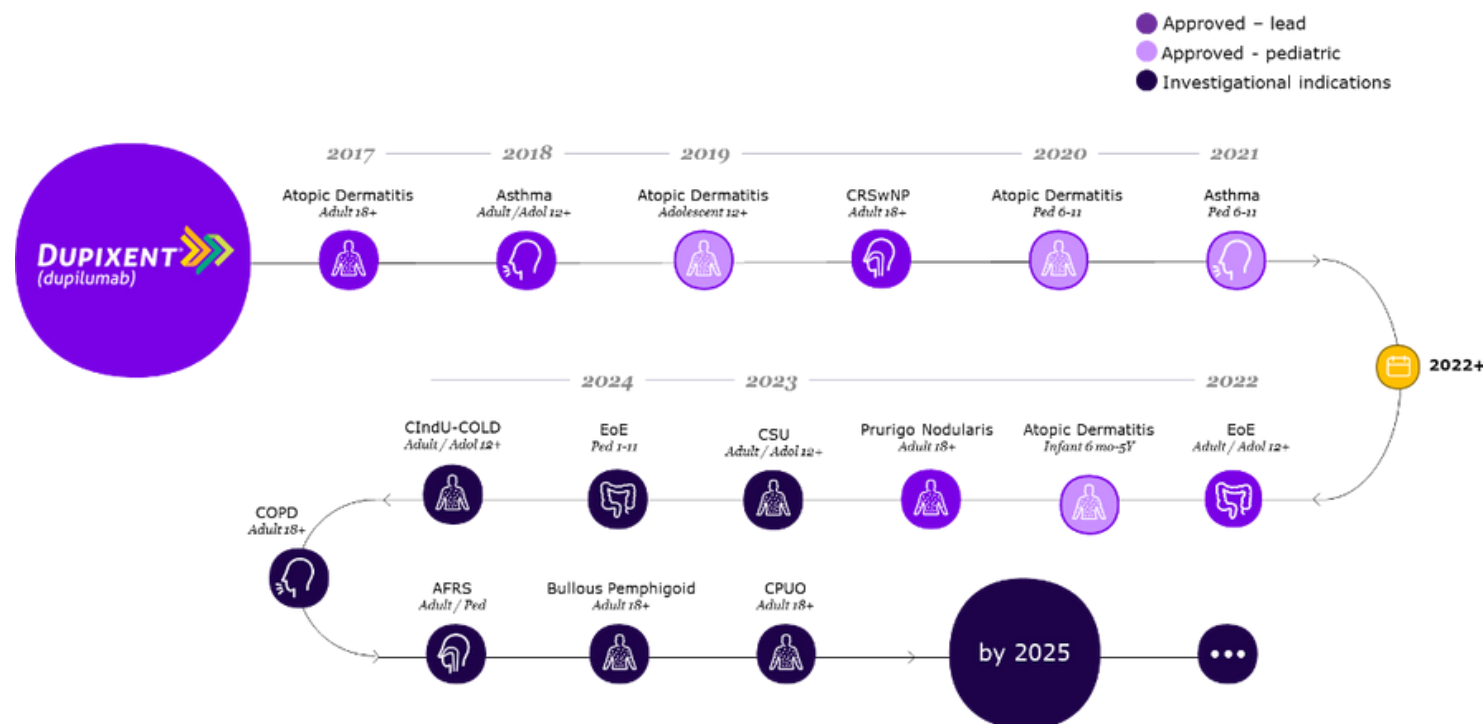 Approved – lead
Approved - pediatric
Investigational indications
2017
2018
2019
2020
2021
Atopic Dermatitis
Adult 18+
Asthma
Adult /Adol 12+
Atopic Dermatitis
Adolescent 12+
CRSwNP
Adult 18+
Atopic Dermatitis
Ped 6-11
Asthma
Ped 6-11
DUPIXENT®
(dupilumab)
2022+
2024
2023
2022
CIndU-COLD
Adult / Adol 12+
EoE
Ped 1-11
CSU
Adult / Adol 12+
Prurigo Nodularis
Adult 18+
Atopic Dermatitis
Infant 6 mo-5Y
EoE
Adult / Adol 12+
COPD
Adult 18+
AFRS
Adult / Ped
Bullous Pemphigoid
Adult 18+
CPUO
Adult 18+
by 2025